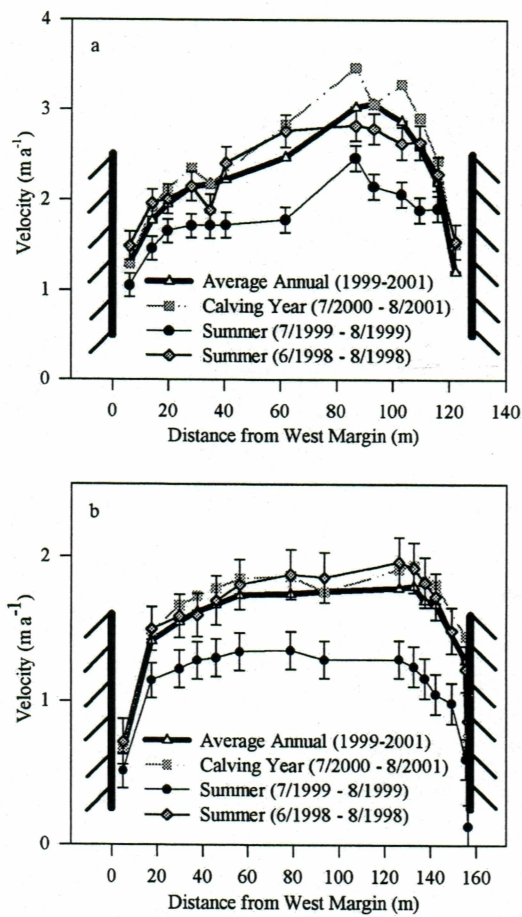 a
4
3
2
1
0
Velocity (m a⁻¹)
Average Annual (1999-2001)
Calving Year (7/2000 - 8/2001)
Summer (7/1999 - 8/1999)
Summer (6/1998 - 8/1998)
0 20 40 60 80 100 120 140
Distance from West Margin (m)
b
2
1
0
Velocity (m a⁻¹)
Average Annual (1999-2001)
Calving Year (7/2000 - 8/2001)
Summer (7/1999 - 8/1999)
Summer (6/1998 - 8/1998)
0 20 40 60 80 100 120 140 160
Distance from West Margin (m)